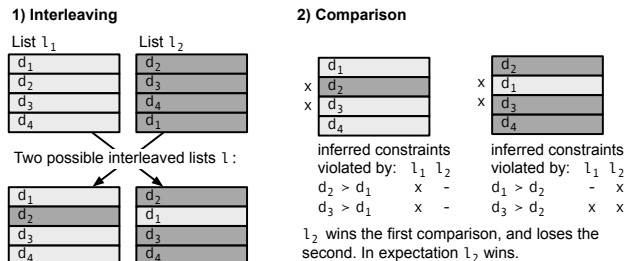 1) Interleaving
List l₁ List l₂
d₁ d₂
d₂ d₃
d₃ d₄
d₄ d₁
Two possible interleaved lists l :
d₁ d₂
d₂ d₁
d₃ d₃
d₄ d₄
2) Comparison
d₁
x d₂
x d₃
d₄
inferred constraints
violated by: l₁ l₂
d₂ > d₁ x -
d₃ > d₁ x -
d₂
x d₁
x d₃
d₄
inferred constraints
violated by: l₁ l₂
d₁ > d₂ - x
d₃ > d₂ x x
l₂ wins the first comparison, and loses the
second. In expectation l₂ wins.